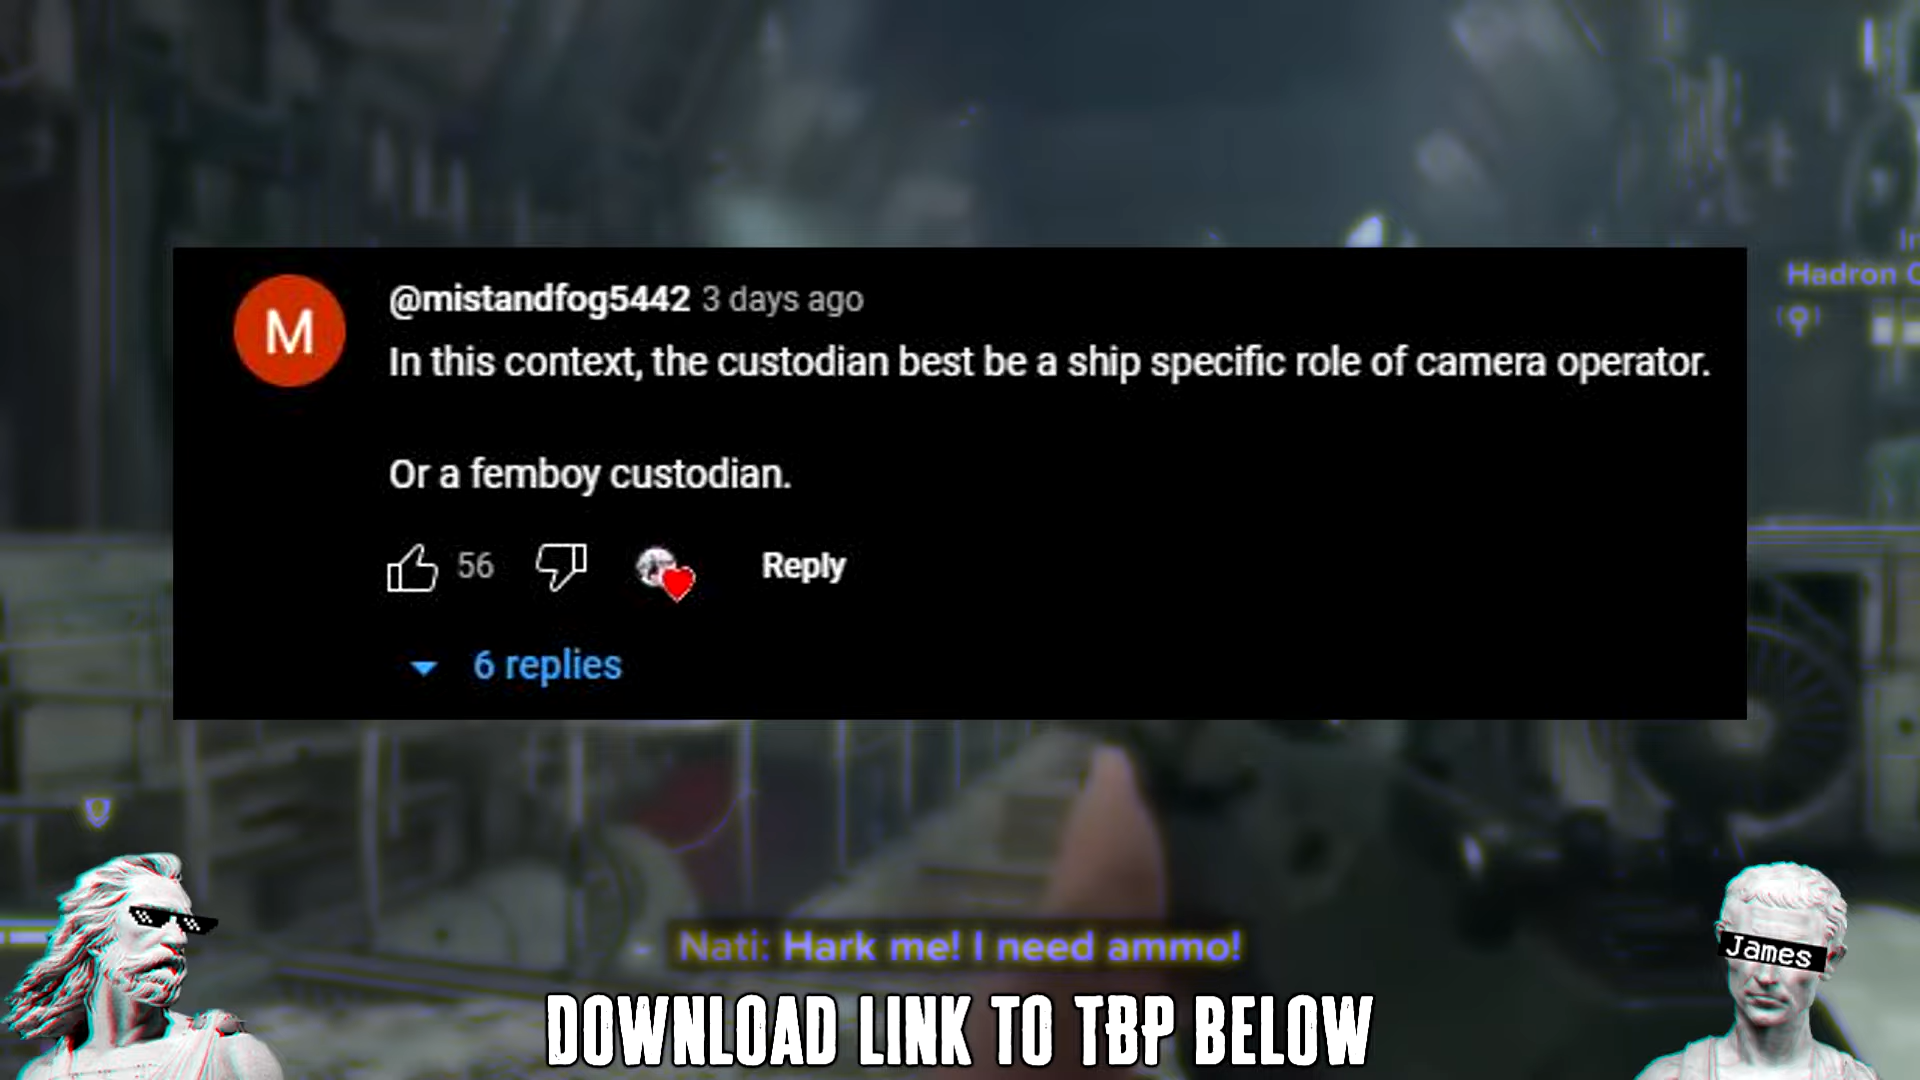 In
Hadron
M
@mistandfog5442 3 days ago
In this context, the custodian best be a ship specific role of camera operator.
Or a femboy custodian.
56 Reply
6 replies
Nati: Hark me! I need ammo!
James
DOWNLOAD LINK TO TBP BELOW